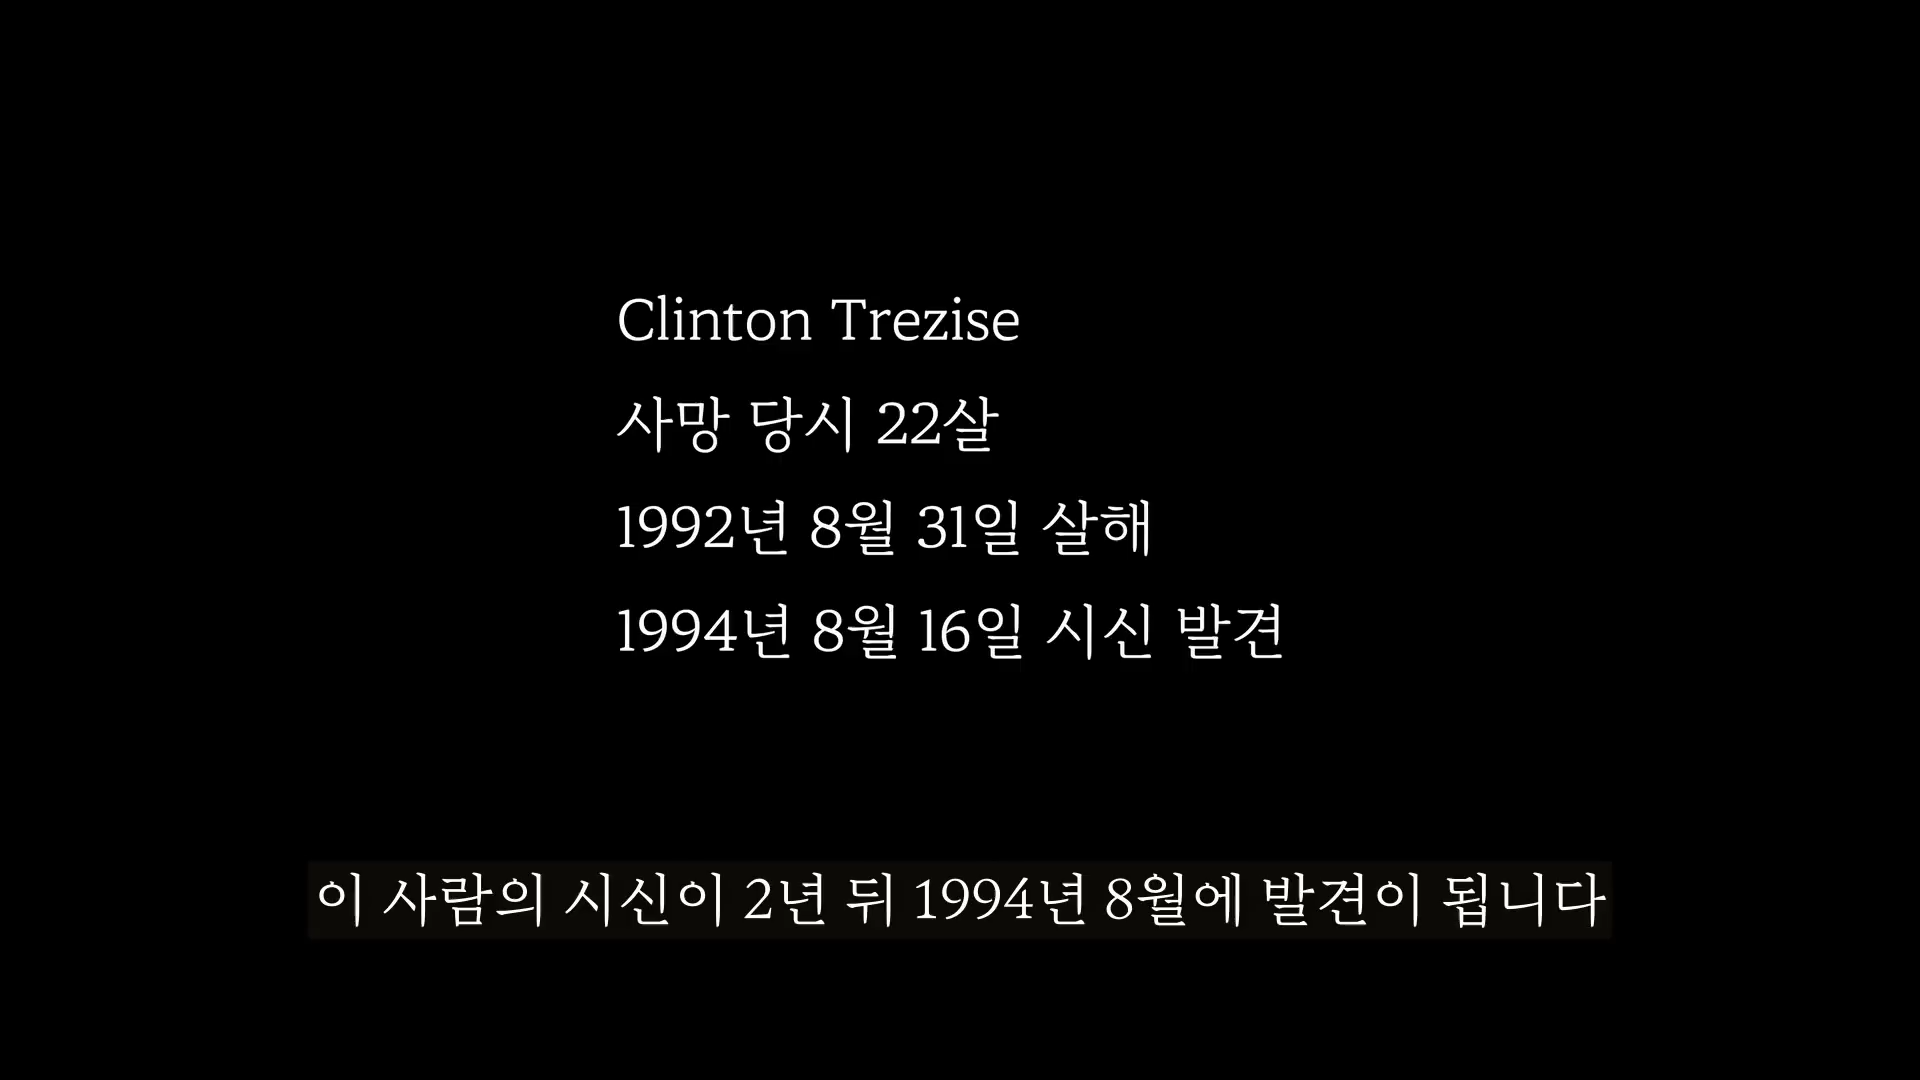 Clinton Trezise
사망 당시 22살
1992년 8월 31일 살해
1994년 8월 16일 시신 발견
이 사람의 시신이 2년 뒤 1994년 8월에 발견이 됩니다